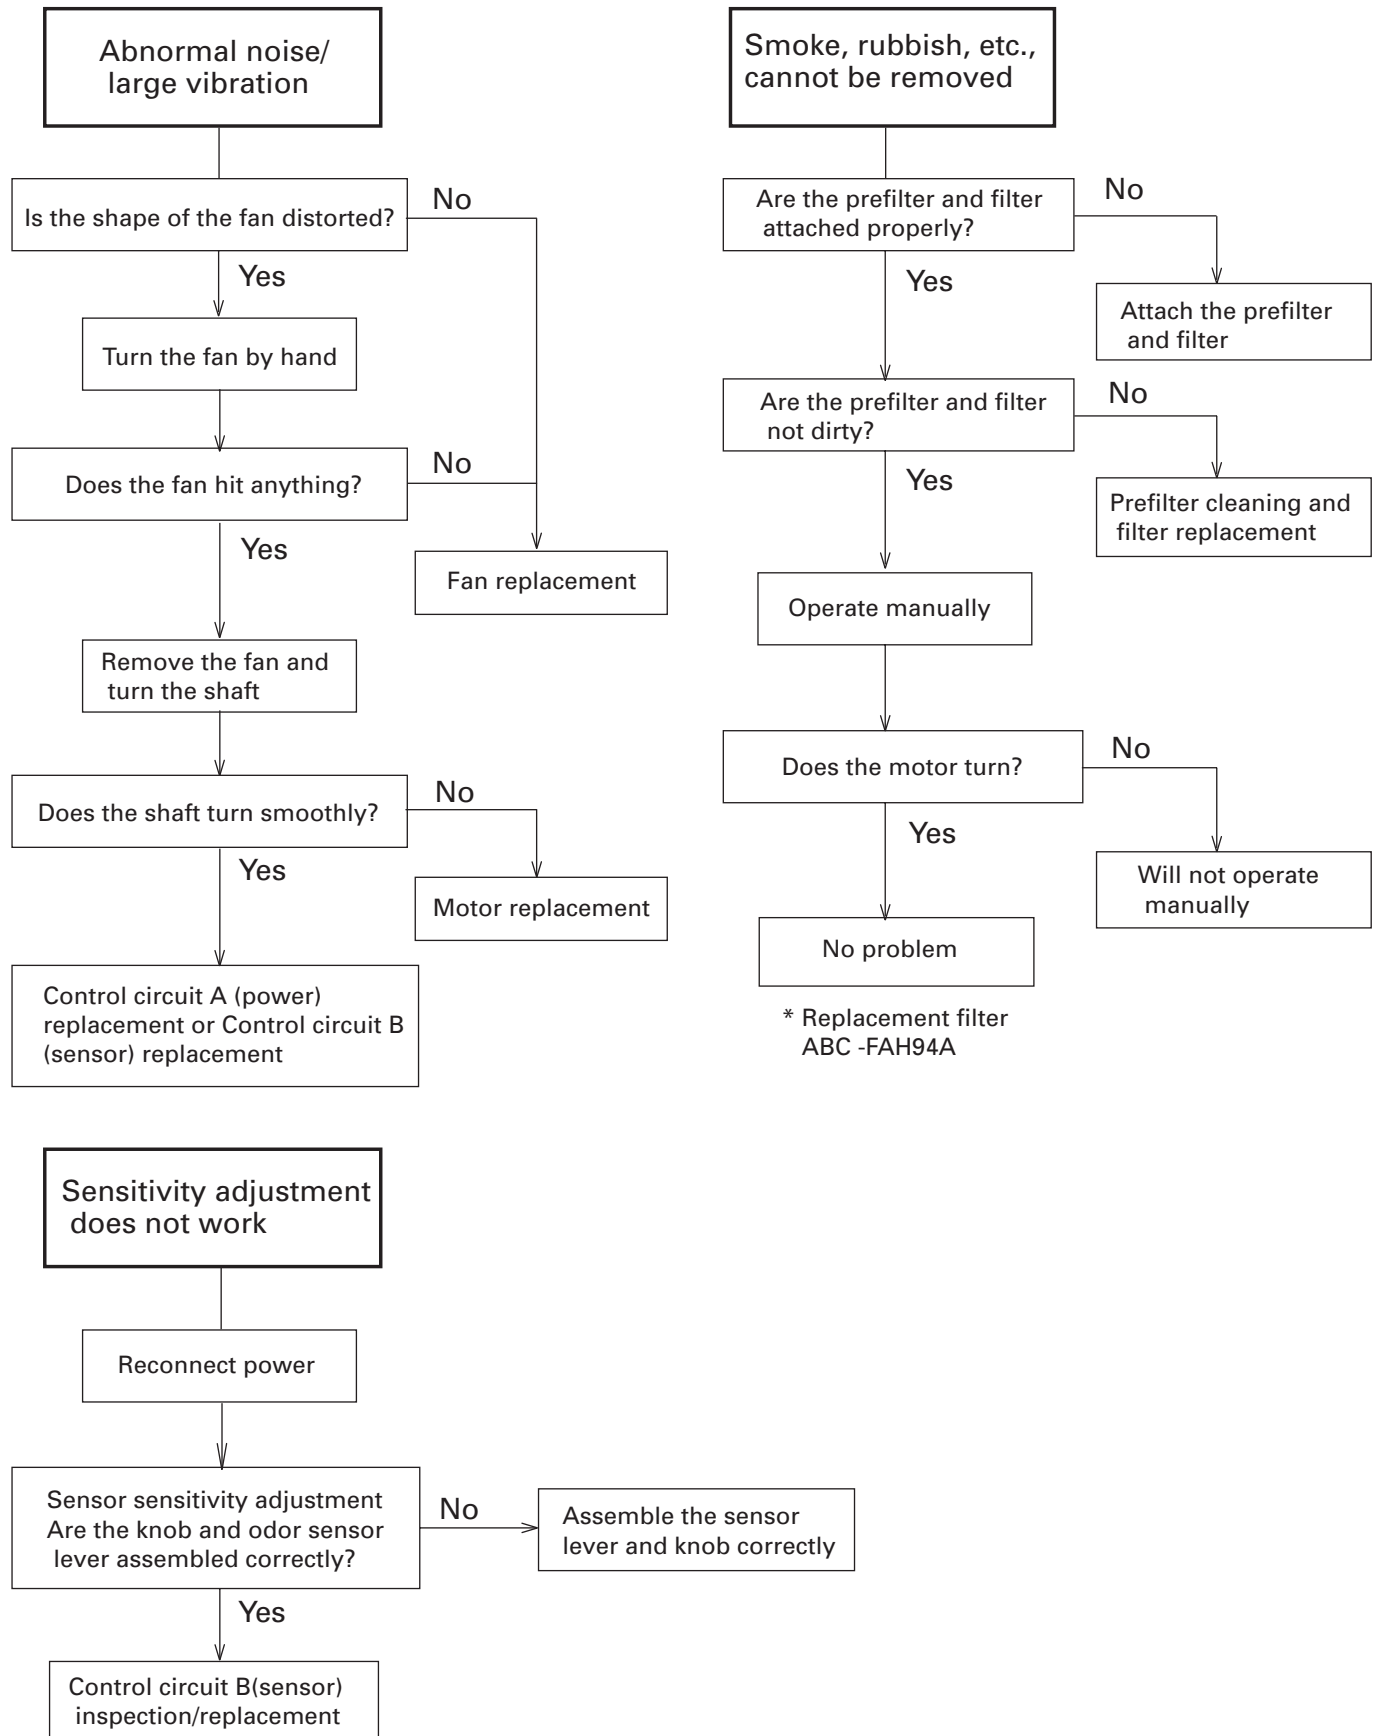 Abnormal noise/
large vibration
Is the shape of the fan distorted?
No
Yes
Turn the fan by hand
Does the fan hit anything?
No
Yes
Fan replacement
Remove the fan and
turn the shaft
Does the shaft turn smoothly?
No
Yes
Motor replacement
Control circuit A (power)
replacement or Control circuit B
(sensor) replacement
Smoke, rubbish, etc.,
cannot be removed
Are the prefilter and filter
attached properly?
No
Yes
Attach the prefilter
and filter
Are the prefilter and filter
not dirty?
No
Yes
Prefilter cleaning and
filter replacement
Operate manually
Does the motor turn?
No
Yes
Will not operate
manually
No problem
* Replacement filter
ABC -FAH94A
Sensitivity adjustment
does not work
Reconnect power
Sensor sensitivity adjustment
Are the knob and odor sensor
lever assembled correctly?
No
Assemble the sensor
lever and knob correctly
Yes
Control circuit B(sensor)
inspection/replacement